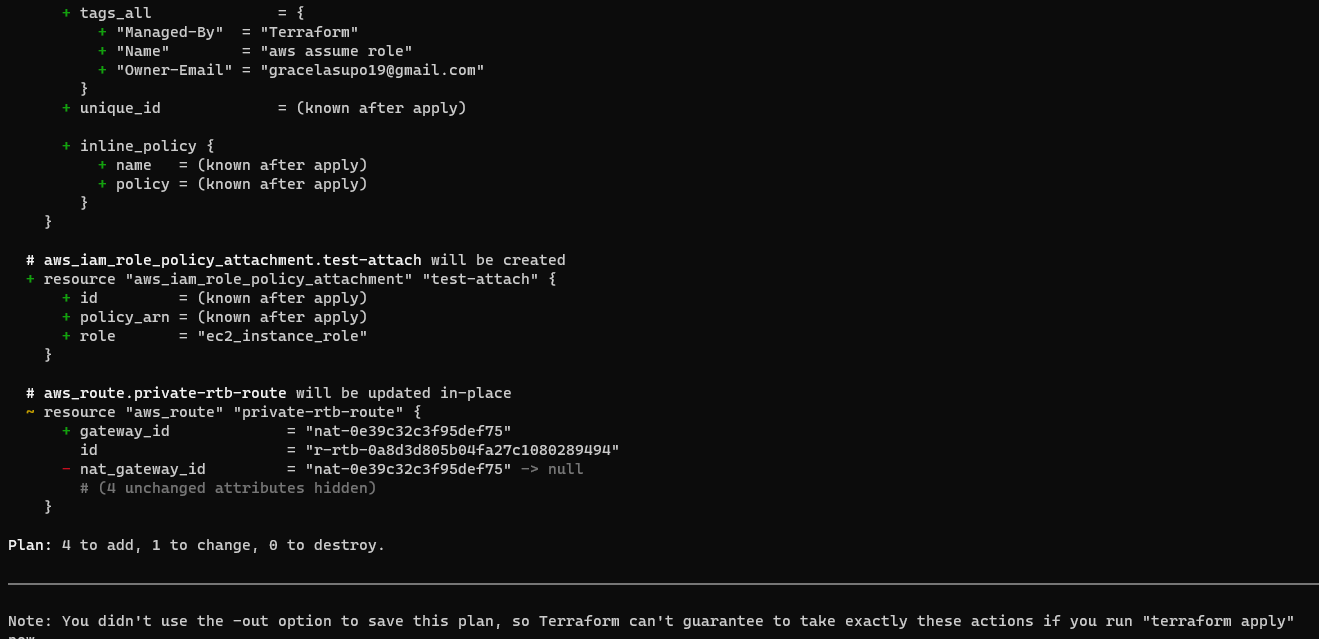 + tags_all              = {
          + "Managed-By"  = "Terraform"
          + "Name"        = "aws assume role"
          + "Owner-Email" = "gracelasupo19@gmail.com"
        }
      + unique_id             = (known after apply)

      + inline_policy {
          + name   = (known after apply)
          + policy = (known after apply)
        }
    }

  # aws_iam_role_policy_attachment.test-attach will be created
  + resource "aws_iam_role_policy_attachment" "test-attach" {
      + id         = (known after apply)
      + policy_arn = (known after apply)
      + role       = "ec2_instance_role"
    }

  # aws_route.private-rtb-route will be updated in-place
  ~ resource "aws_route" "private-rtb-route" {
      + gateway_id             = "nat-0e39c32c3f95def75"
        id                     = "r-rtb-0a8d3d805b04fa27c1080289494"
      - nat_gateway_id         = "nat-0e39c32c3f95def75" -> null
        # (4 unchanged attributes hidden)
    }

Plan: 4 to add, 1 to change, 0 to destroy.

Note: You didn't use the -out option to save this plan, so Terraform can't guarantee to take exactly these actions if you run "terraform apply"
now.